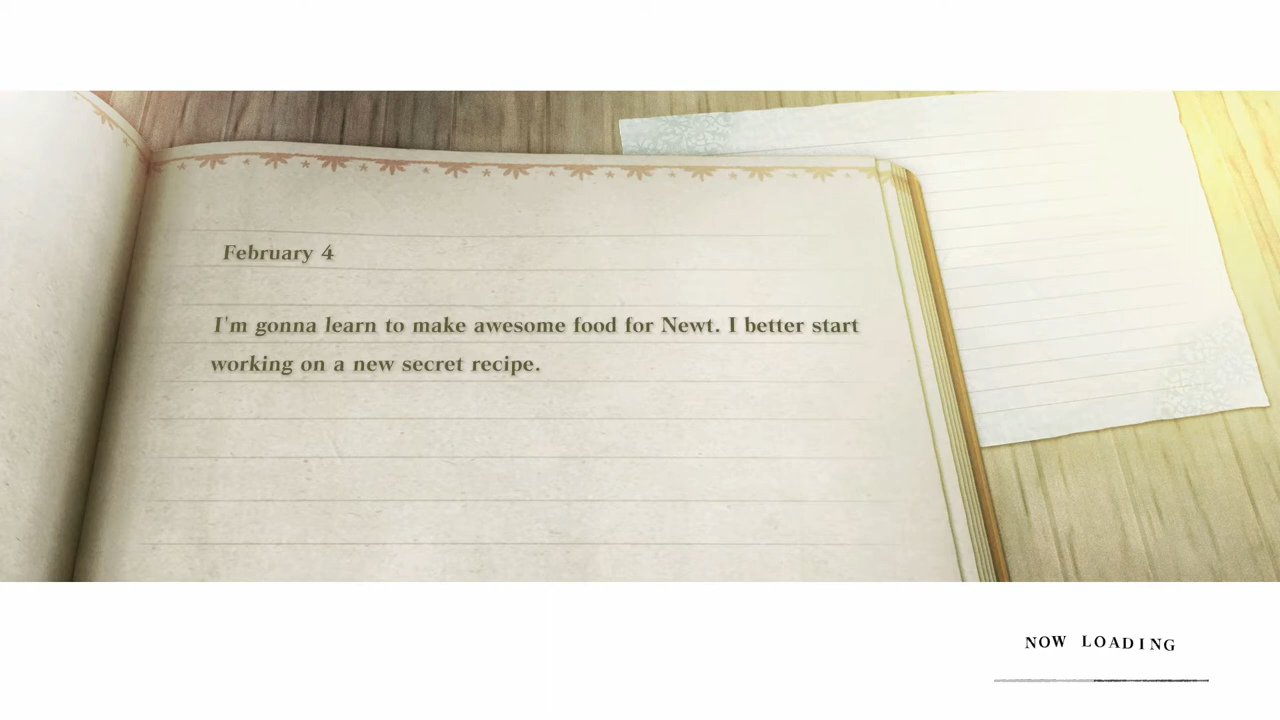 February 4
I'm gonna learn to make awesome food for Newt. I better start
working on a new secret recipe.
NOW LOADING